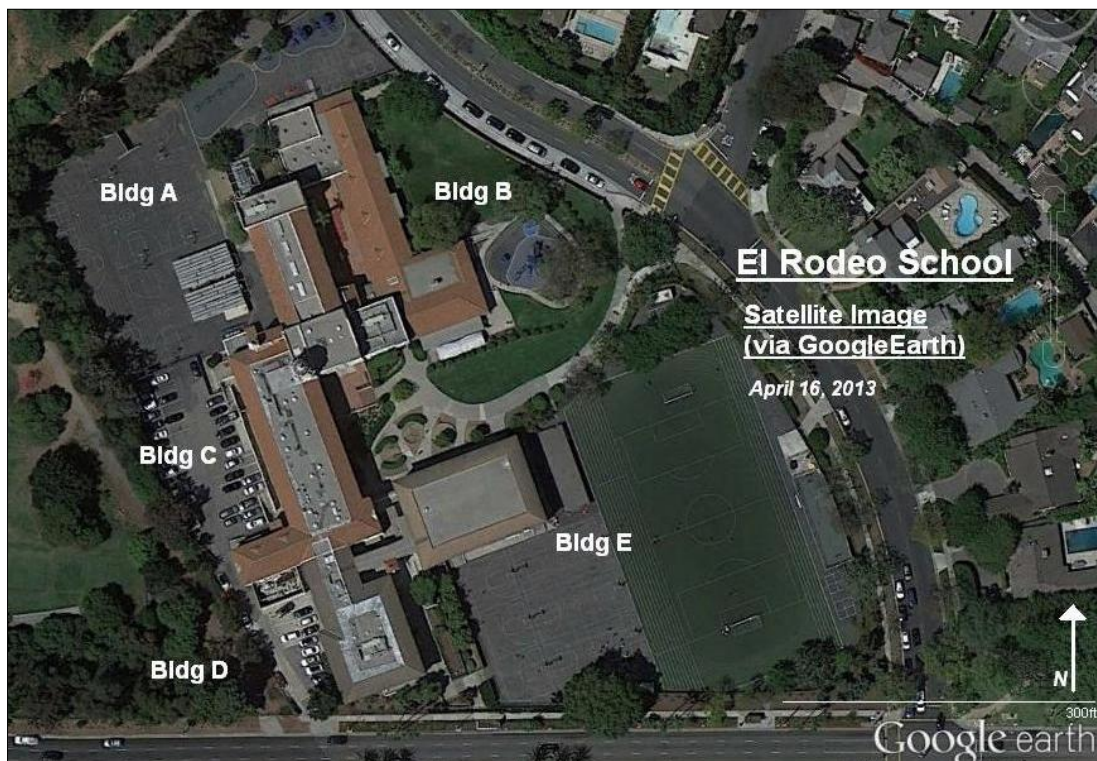 Bldg A
Bldg B
El Rodeo School
Satellite Image
(via GoogleEarth)
April 16, 2013
Bldg C
Bldg E
Bldg D
N
300ft
Google earth